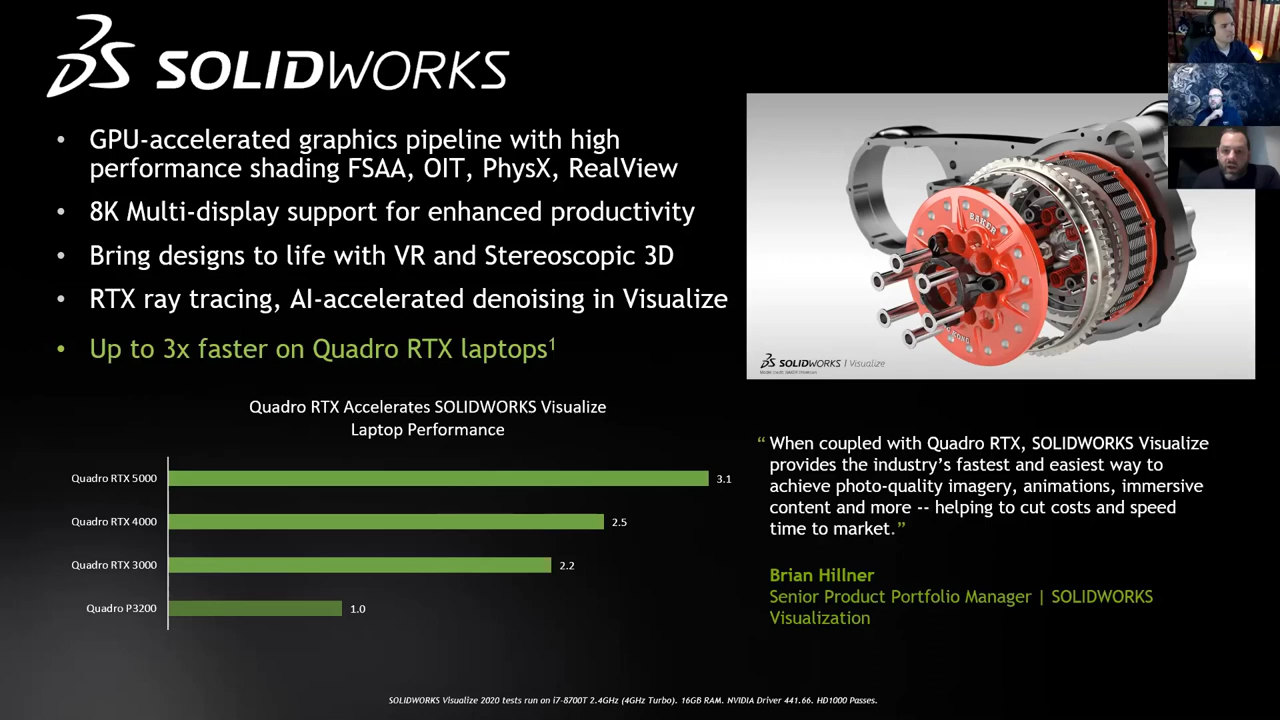 SOLIDWORKS
• GPU-accelerated graphics pipeline with high
performance shading FSAA, OIT, PhysX, RealView
• 8K Multi-display support for enhanced productivity
• Bring designs to life with VR and Stereoscopic 3D
• RTX ray tracing, AI-accelerated denoising in Visualize
• Up to 3x faster on Quadro RTX laptops¹
BAKER
SOLIDWORKS | Visualize
Quadro RTX Accelerates SOLIDWORKS Visualize
Laptop Performance
Quadro RTX 5000 3.1
Quadro RTX 4000 2.5
Quadro RTX 3000 2.2
Quadro P3200 1.0
“ When coupled with Quadro RTX, SOLIDWORKS Visualize
provides the industry’s fastest and easiest way to
achieve photo-quality imagery, animations, immersive
content and more -- helping to cut costs and speed
time to market.”
Brian Hillner
Senior Product Portfolio Manager | SOLIDWORKS
Visualization
SOLIDWORKS Visualize 2020 tests run on i7-8700T 2.4GHz (4GHz Turbo). 16GB RAM. NVIDIA Driver 441.66. HD1000 Passes.